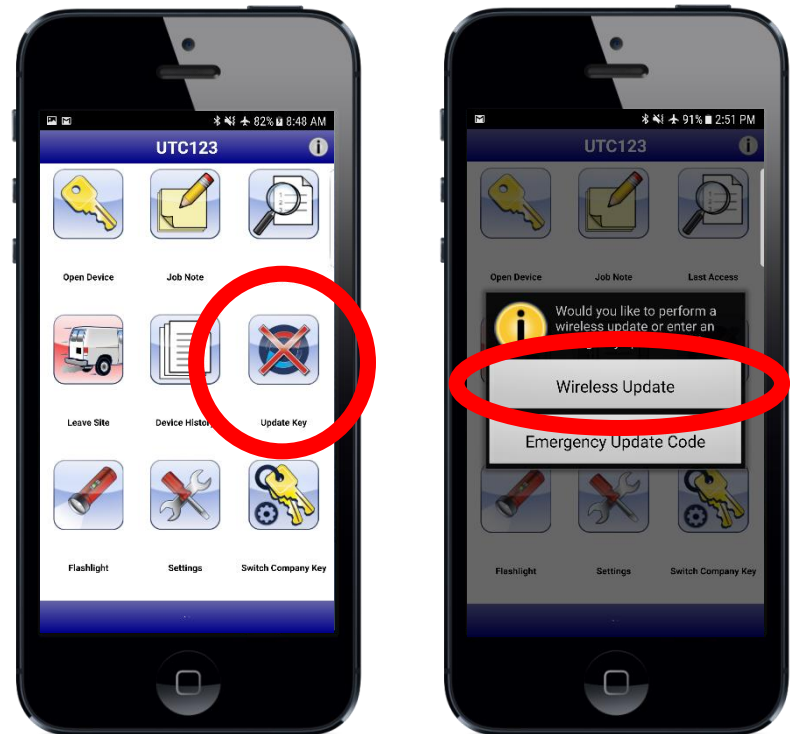 82% 8:48 AM
UTC123
Open Device
Job Note
Leave Site
Device History
Update Key
Flashlight
Settings
Switch Company Key
91% 2:51 PM
UTC123
Open Device
Job Note
Last Access
Would you like to perform a
wireless update or enter an
Wireless Update
Emergency Update Code
Flashlight
Settings
Switch Company Key